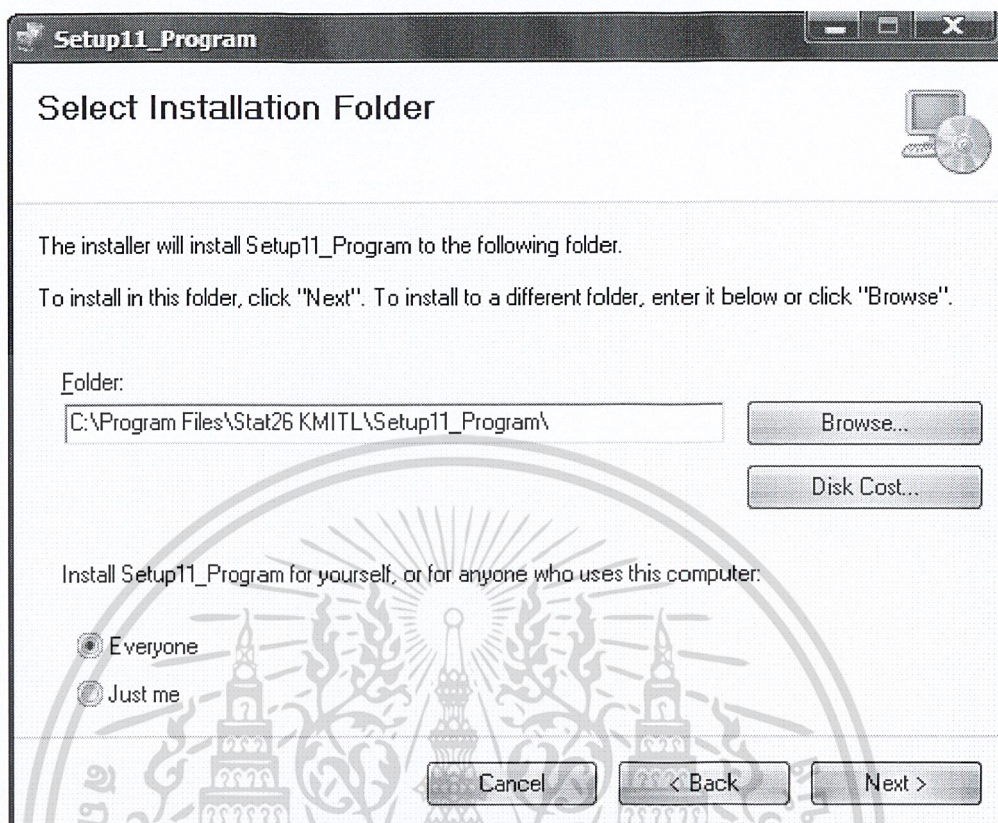 Setup11_Program
Select Installation Folder
The installer will install Setup11_Program to the following folder.
To install in this folder, click "Next". To install to a different folder, enter it below or click "Browse".
Folder:
C:\Program Files\Stat26 KMITL\Setup11_Program\
Browse...
Disk Cost...
Install Setup11_Program for yourself, or for anyone who uses this computer:
Everyone
Just me
Cancel
< Back
Next >